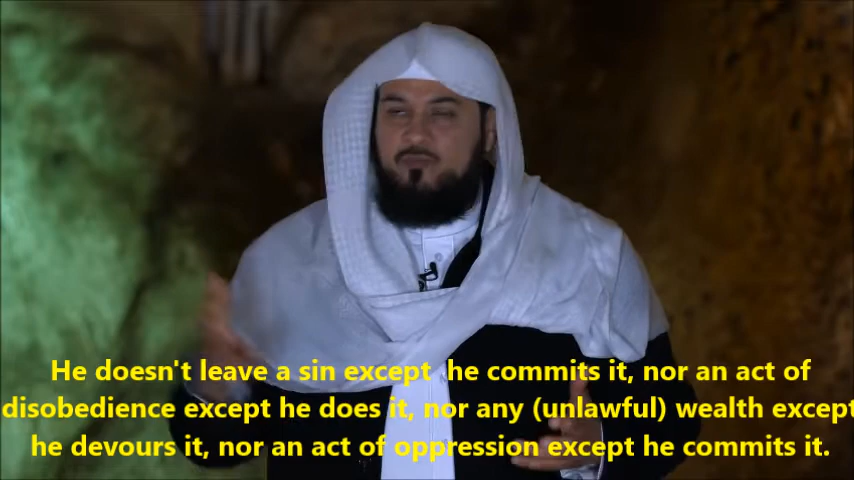 He doesn't leave a sin except he commits it, nor an act of
disobedience except he does it, nor any (unlawful) wealth except
he devours it, nor an act of oppression except he commits it.